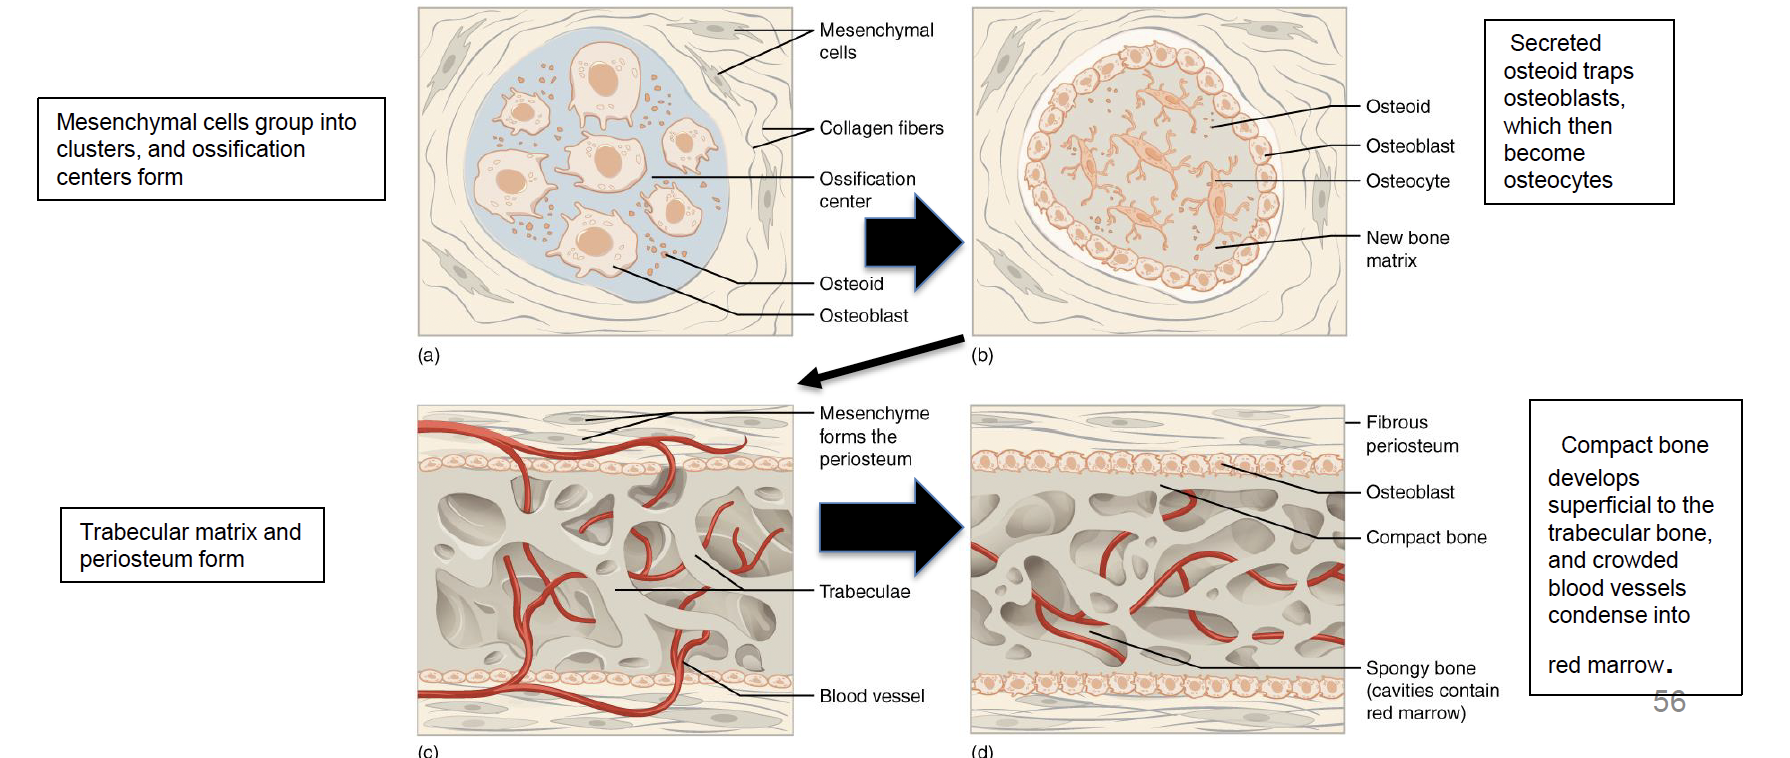 Mesenchymal cells group into
clusters, and ossification
centers form
Mesenchymal
cells
Collagen fibers
Ossification
center
Osteoid
Osteoblast
(a)
Osteoid
Osteoblast
Osteocyte
New bone
matrix
(b)
Secreted
osteoid traps
osteoblasts,
which then
become
osteocytes
Trabecular matrix and
periosteum form
Mesenchyme
forms the
periosteum
Trabeculae
Blood vessel
(c)
Fibrous
periosteum
Osteoblast
Compact bone
Spongy bone
(cavities contain
red marrow)
(d)
Compact bone
develops
superficial to the
trabecular bone,
and crowded
blood vessels
condense into
red marrow.
56